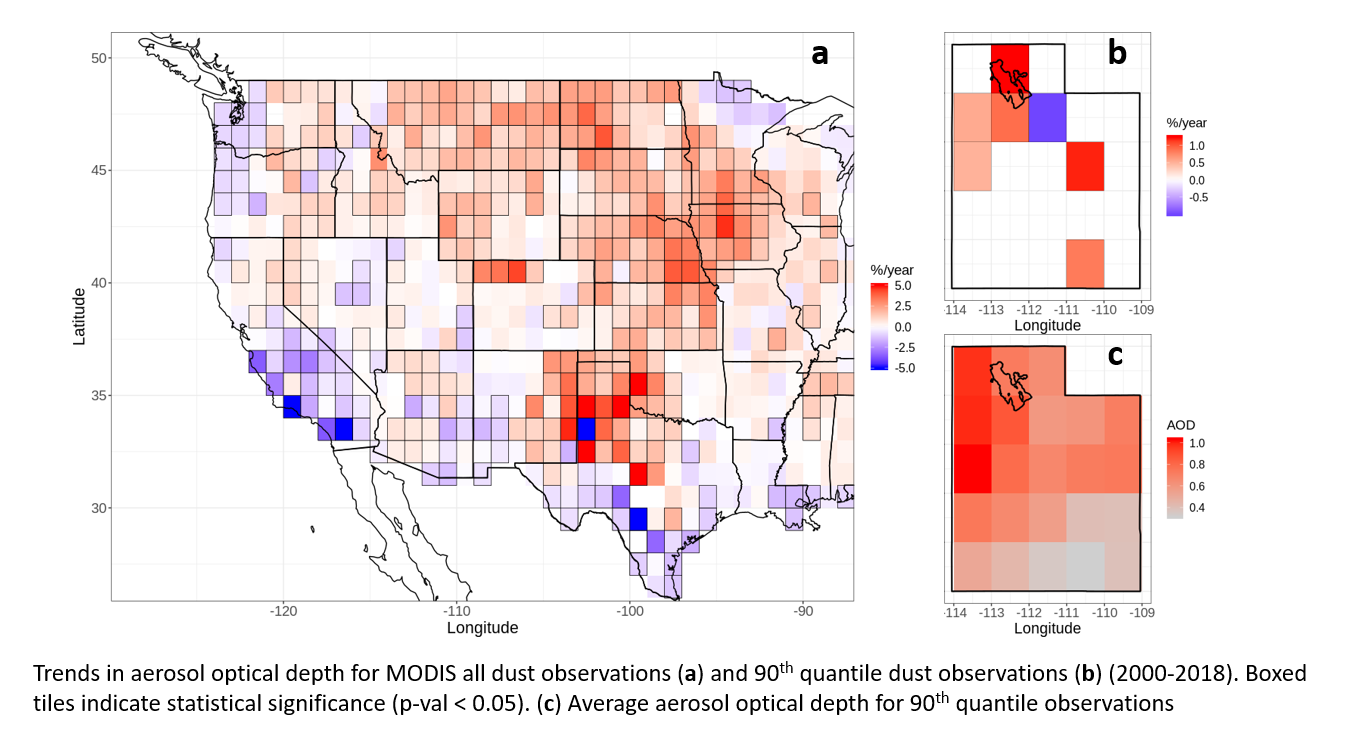 a
50
45
40
35
30
Latitude
-120
-110
-100
-90
Longitude
%/year
5.0
2.5
0.0
-2.5
-5.0
b
114
-113
-112
-111
-110
-109
Longitude
%/year
1.0
0.5
0.0
-0.5
c
114
-113
-112
-111
-110
-109
Longitude
AOD
1.0
0.8
0.6
0.4
Trends in aerosol optical depth for MODIS all dust observations (a) and 90th quantile dust observations (b) (2000-2018). Boxed
tiles indicate statistical significance (p-val < 0.05). (c) Average aerosol optical depth for 90th quantile observations